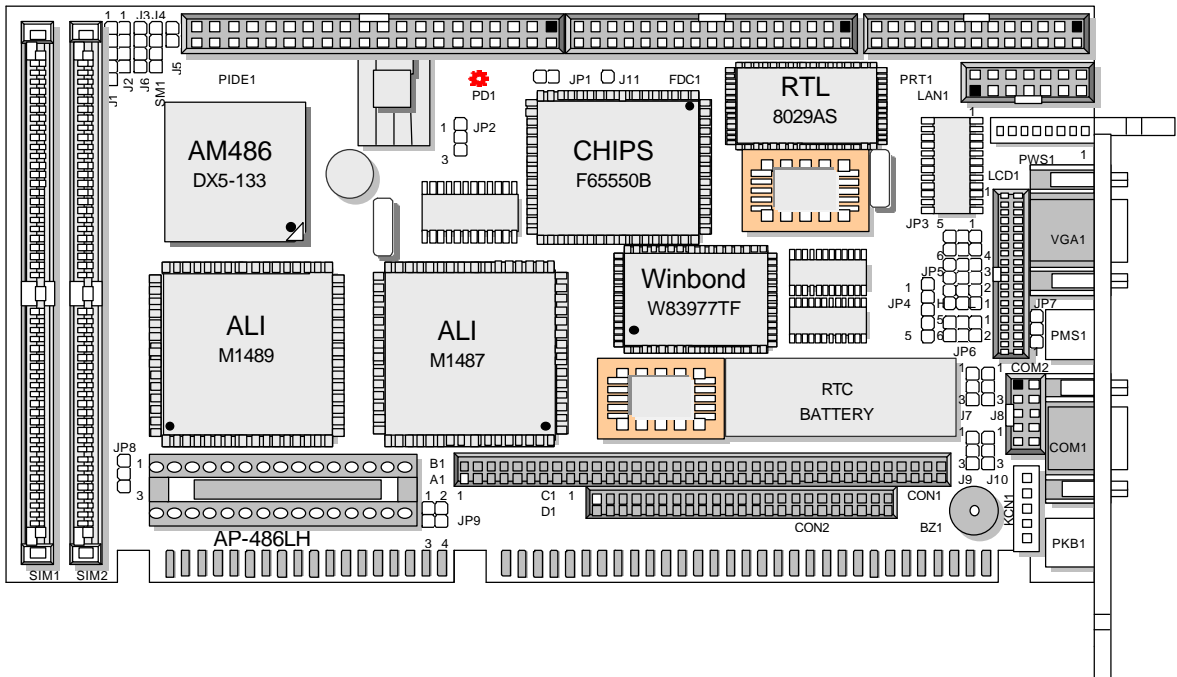 1 1 J3 J4
J5
J1 J2 J6 SM1
PIDE1
PD1
JP1
J11
FDC1
PRT1
LAN1
RTL
8029AS
AM486
DX5-133
1 JP2
3
CHIPS
F65550B
1
PWS1 1
LCD1
1
JP3 5 1
VGA1
6 4
JP5 3
1 2
JP4 H L 1
5 1
5 6 2
JP6
JP7
1
PMS1
Winbond
W83977TF
ALI
M1489
ALI
M1487
RTC
BATTERY
COM2
1 1
3 3
J7 J8
1 1
3 3
J9 J10
COM1
JP8
1
3
B1
A1
1 2 1
JP9
3 4
C1 1
D1
CON1
CON2
BZ1
KCN1
PKB1
AP-486LH
SIM1 SIM2